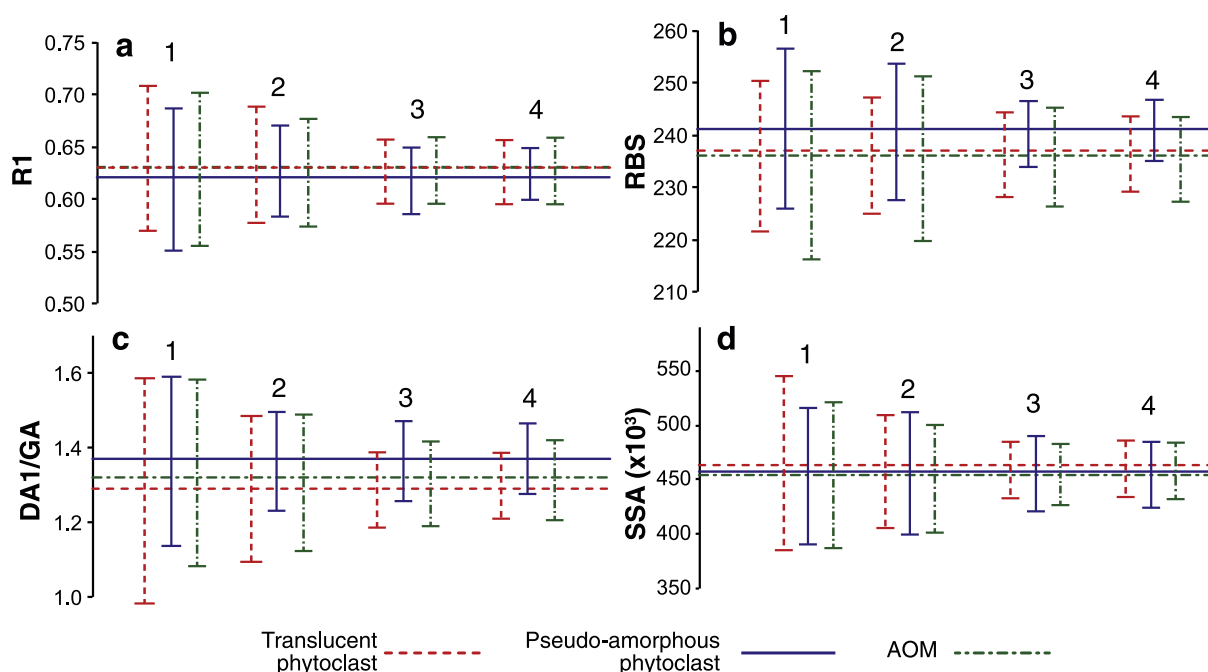 a
1
2
3
4
0.75
0.70
0.65
0.60
0.55
0.50
R1
b
1
2
3
4
260
250
240
230
220
210
RBS
c
1
2
3
4
1.6
1.4
1.2
1.0
DA1/GA
d
1
2
3
4
550
500
450
400
350
SSA (x10³)
Translucent
phytoclast
Pseudo-amorphous
phytoclast
AOM